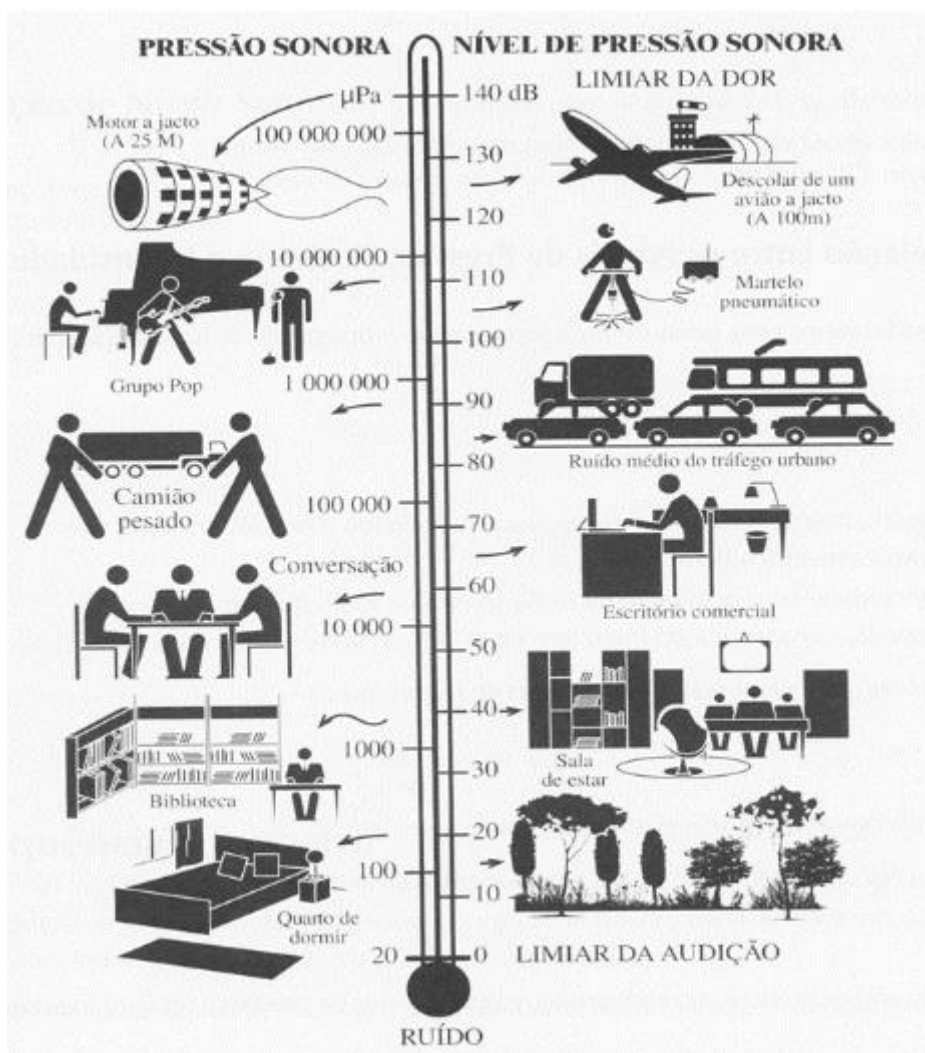 PRESSÃO SONORA
NÍVEL DE PRESSÃO SONORA
LIMIAR DA DOR
µPa
140 dB
Motor a jacto
(A 25 M)
100 000 000
130
Descolar de um
avião a jacto
(A 100m)
120
10 000 000
110
Martelo
pneumático
100
Grupo Pop
1 000 000
90
Ruído médio do tráfego urbano
80
Camião
pesado
100 000
70
Conversação
60
Escritório comercial
10 000
50
40
1000
Sala
de estar
30
Biblioteca
20
100
10
Quarto de
dormir
20
0
LIMIAR DA AUDIÇÃO
RUÍDO